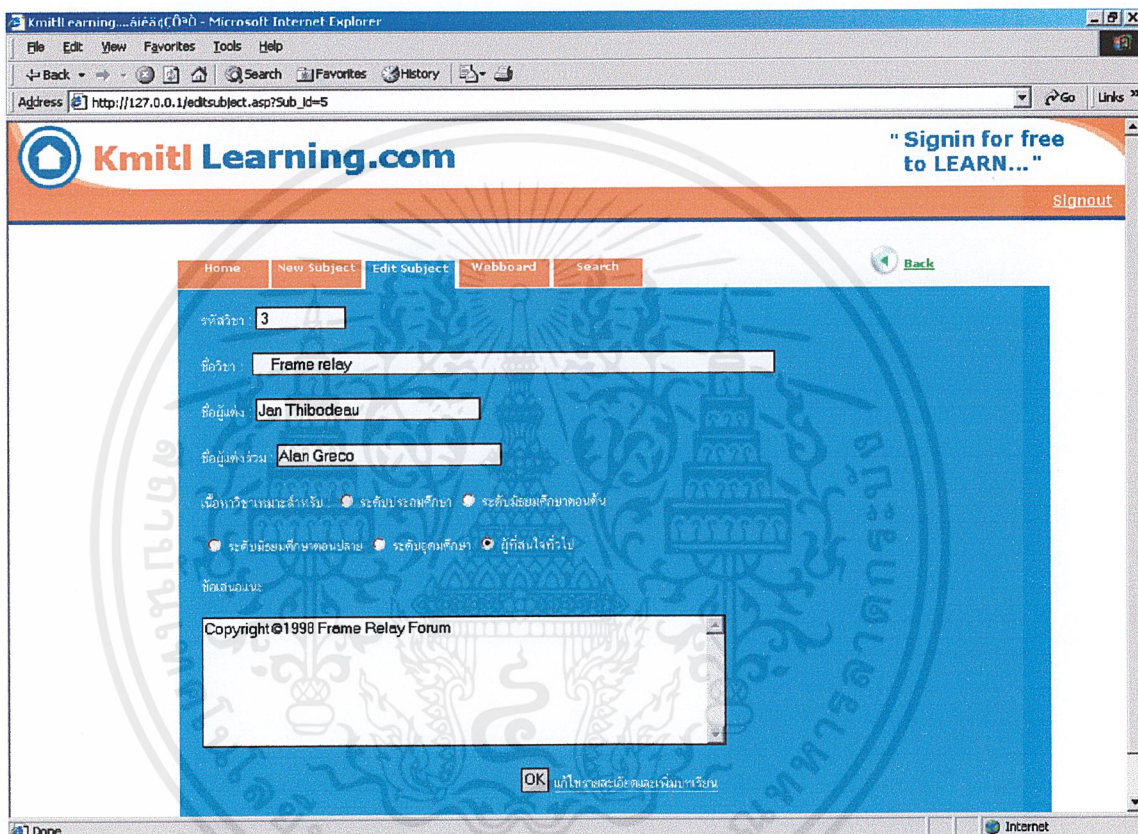 KmitlLearning....áiéä¢CÛªÒ - Microsoft Internet Explorer
File Edit View Favorites Tools Help
Back Search Favorites History
Address http://127.0.0.1/editsubject.asp?Sub_Id=5 Go Links »
Kmitl Learning.com
" Signin for free
to LEARN... "
Signout
Home New Subject Edit Subject Webboard Search Back
รหัสวิชา : 3
ชื่อวิชา : Frame relay
ชื่อผู้แต่ง : Jan Thibodeau
ชื่อผู้แต่งร่วม : Alan Greco
เนื้อหาวิชาเหมาะสำหรับ : ระดับประถมศึกษา ระดับมัธยมศึกษาตอนต้น
ระดับมัธยมศึกษาตอนปลาย ระดับอุดมศึกษา ผู้ที่สนใจทั่วไป
ข้อเสนอแนะ
Copyright©1998 Frame Relay Forum
OK แก้ไขรายละเอียดและเพิ่มบทเรียน
Done Internet